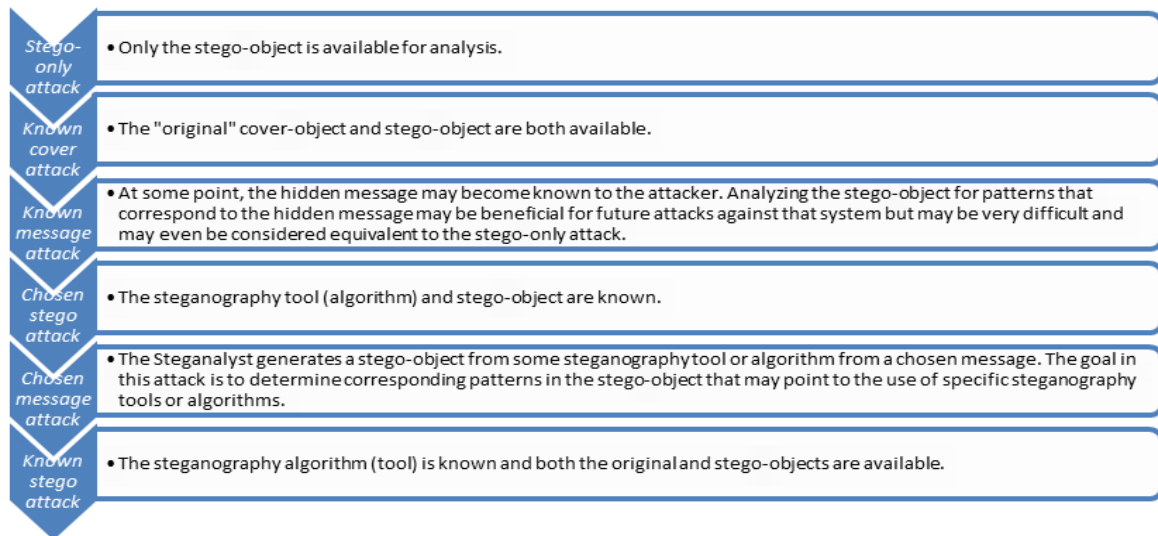 Stego-
only
attack
• Only the stego-object is available for analysis.
Known
cover
attack
• The "original" cover-object and stego-object are both available.
Known
message
attack
• At some point, the hidden message may become known to the attacker. Analyzing the stego-object for patterns that
correspond to the hidden message may be beneficial for future attacks against that system but may be very difficult and
may even be considered equivalent to the stego-only attack.
Chosen
stego
attack
• The steganography tool (algorithm) and stego-object are known.
Chosen
message
attack
• The Steganalyst generates a stego-object from some steganography tool or algorithm from a chosen message. The goal in
this attack is to determine corresponding patterns in the stego-object that may point to the use of specific steganography
tools or algorithms.
Known
stego
attack
• The steganography algorithm (tool) is known and both the original and stego-objects are available.